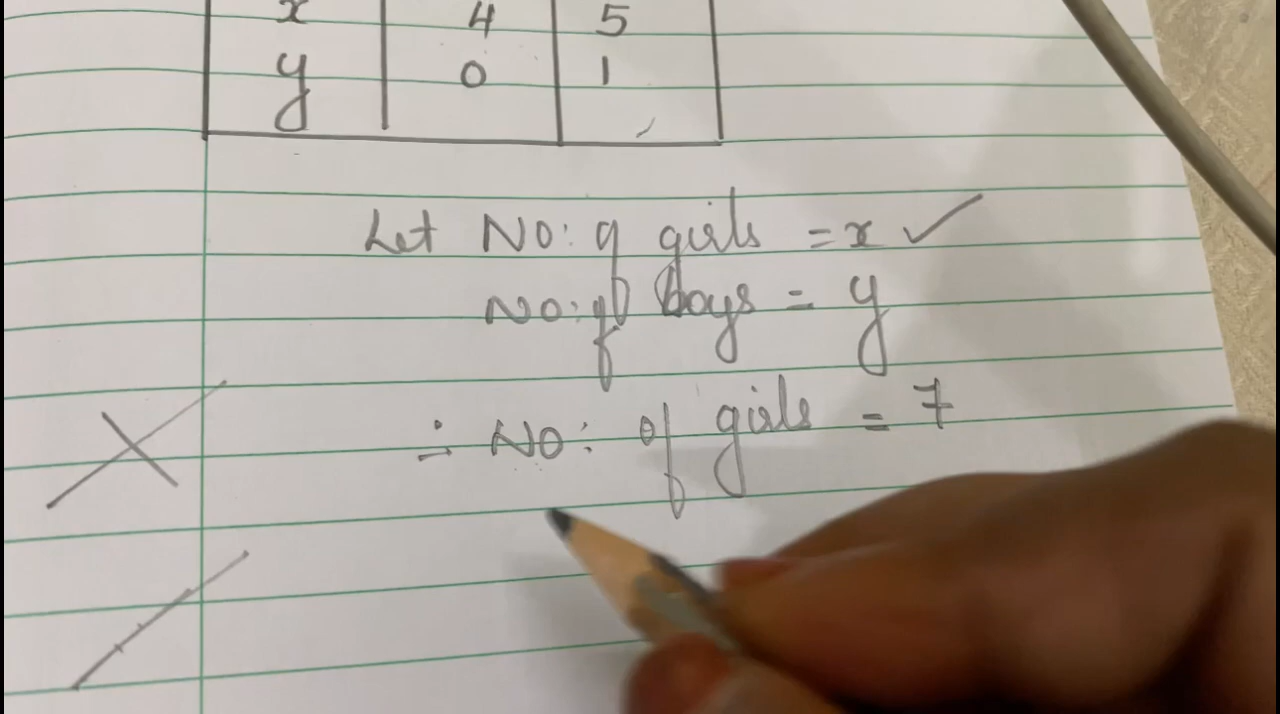 x 4 5
y 0 1
Let NO: of girls = x ✓
NO: of boys = y
∴ NO: of girls = 7